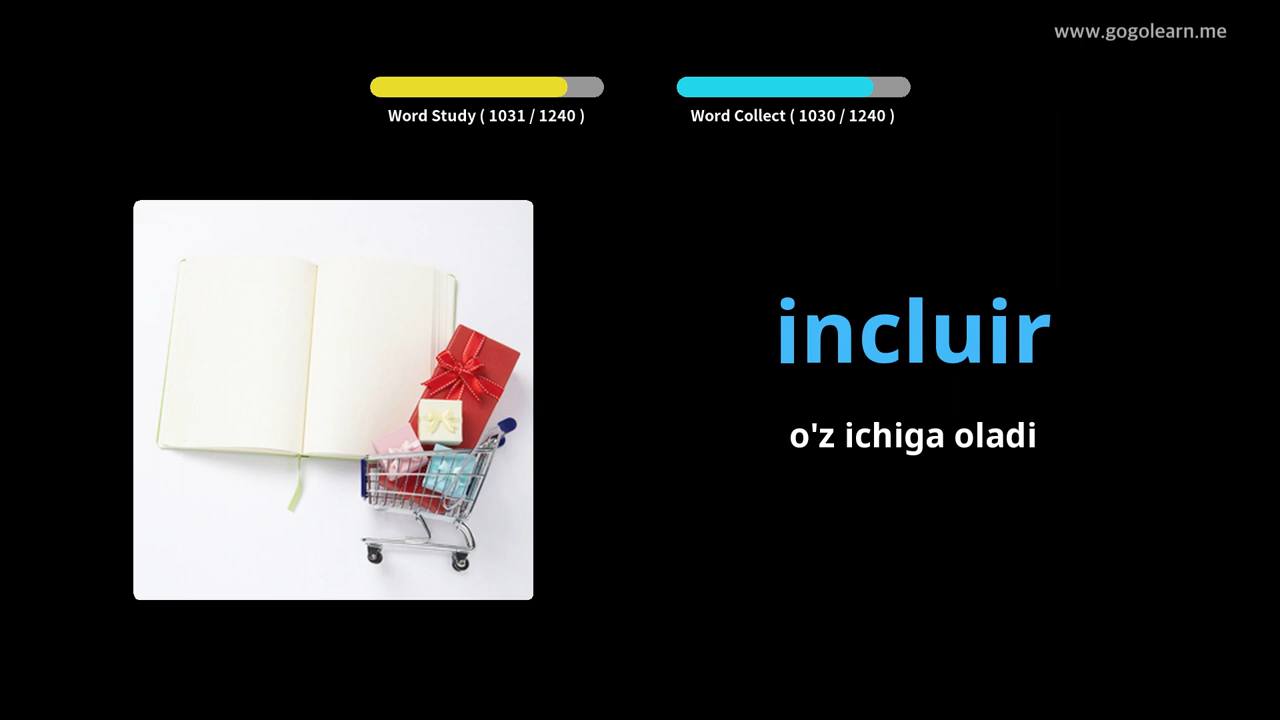 www.gogolearn.me
Word Study ( 1031 / 1240 )
Word Collect ( 1030 / 1240 )
incluir
o'z ichiga oladi